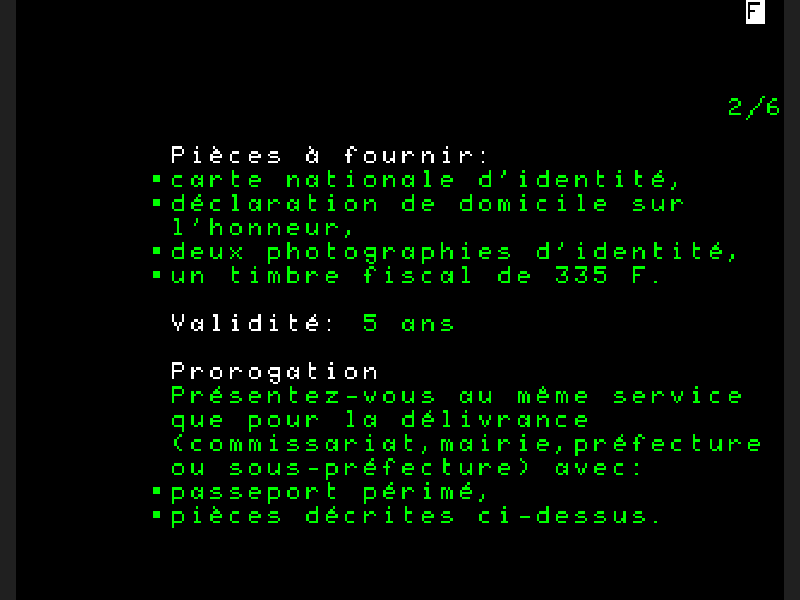 F
2/6
Pièces à fournir:
▪carte nationale d'identité,
▪déclaration de domicile sur
l'honneur,
▪deux photographies d'identité,
▪un timbre fiscal de 335 F.
Validité: 5 ans
Prorogation
Présentez-vous au même service
que pour la délivrance
(commissariat,mairie,préfecture
ou sous-préfecture) avec:
▪passeport périmé,
▪pièces décrites ci-dessus.